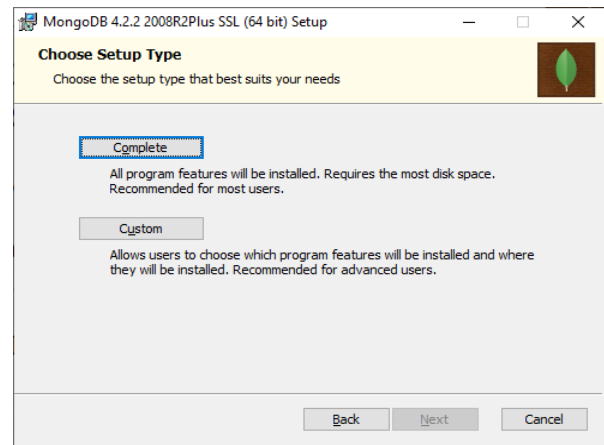 MongoDB 4.2.2 2008R2Plus SSL (64 bit) Setup
Choose Setup Type
Choose the setup type that best suits your needs
Complete
All program features will be installed. Requires the most disk space.
Recommended for most users.
Custom
Allows users to choose which program features will be installed and where
they will be installed. Recommended for advanced users.
Back Next Cancel